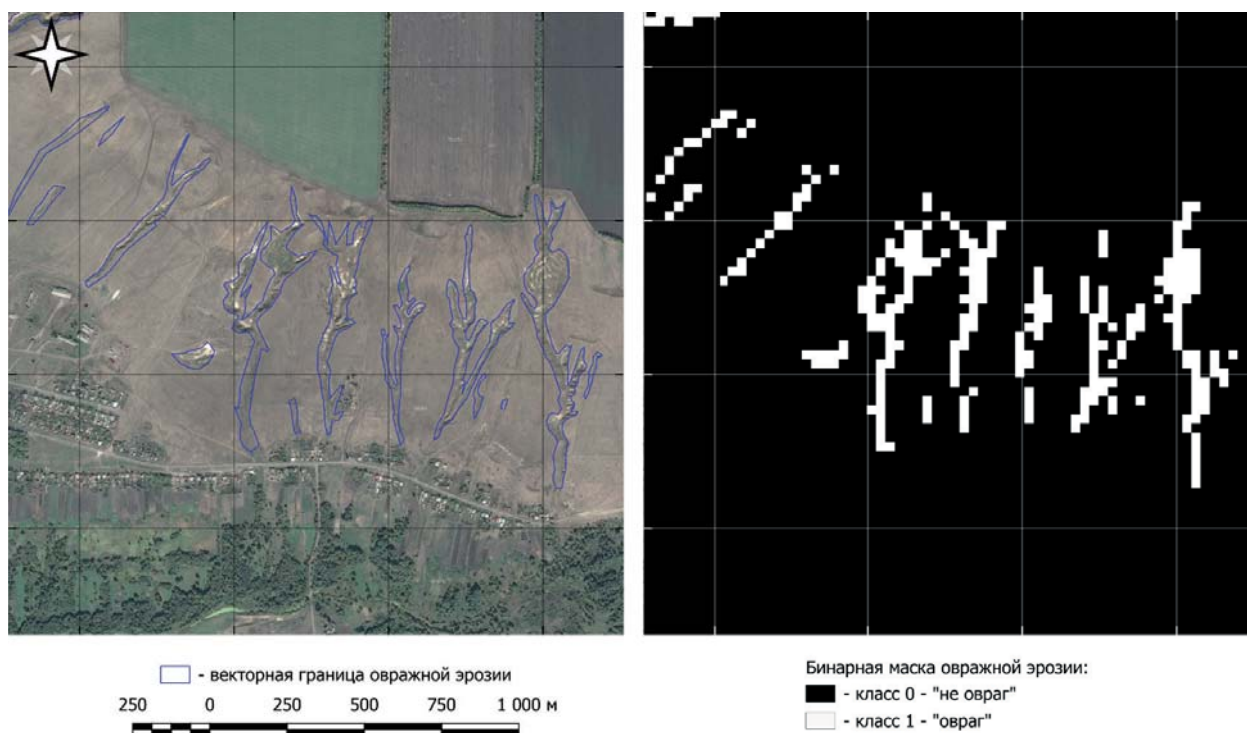 - векторная граница овражной эрозии
250 0 250 500 750 1 000 м
Бинарная маска овражной эрозии:
- класс 0 - "не овраг"
- класс 1 - "овраг"